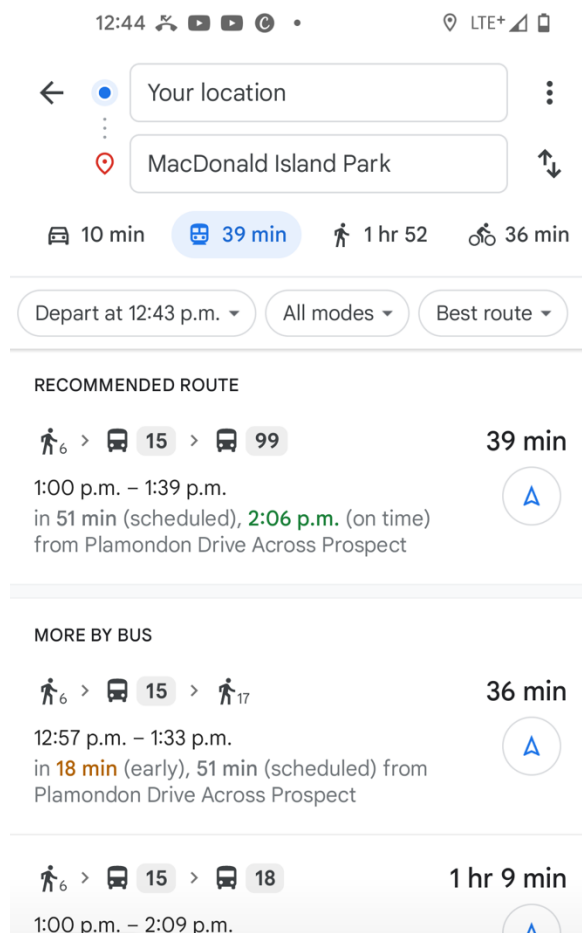 12:44
LTE+
Your location
MacDonald Island Park
10 min
39 min
1 hr 52
36 min
Depart at 12:43 p.m.
All modes
Best route
RECOMMENDED ROUTE
6 > 15 > 99
39 min
1:00 p.m. – 1:39 p.m.
in 51 min (scheduled), 2:06 p.m. (on time)
from Plamondon Drive Across Prospect
MORE BY BUS
6 > 15 > 17
36 min
12:57 p.m. – 1:33 p.m.
in 18 min (early), 51 min (scheduled) from
Plamondon Drive Across Prospect
6 > 15 > 18
1 hr 9 min
1:00 p.m. – 2:09 p.m.